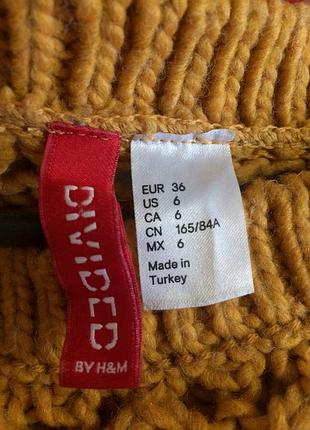 DIVIDED
BY H&M
EUR 36
US 6
CA 6
CN 165/84A
MX 6
Made in
Turkey